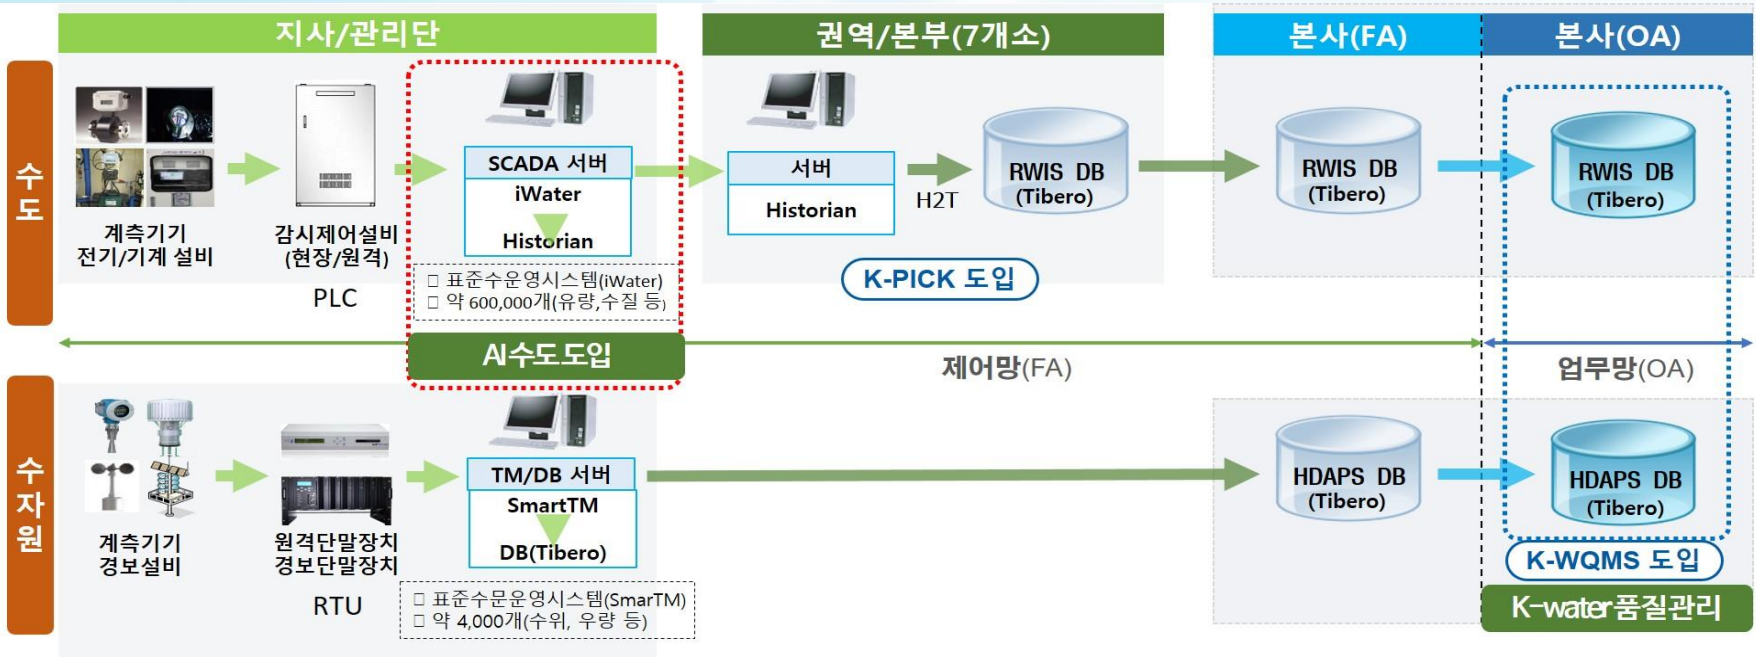 지사/관리단
권역/본부(7개소)
본사(FA)
본사(OA)
수도
계측기기
전기/기계 설비
감시제어설비
(현장/원격)
PLC
SCADA 서버
iWater
Historian
□ 표준수운영시스템(iWater)
□ 약 600,000개(유량,수질 등)
서버
Historian
H2T
RWIS DB
(Tibero)
K-PICK 도입
RWIS DB
(Tibero)
RWIS DB
(Tibero)
AI수도도입
제어망(FA)
업무망(OA)
수자원
계측기기
경보설비
원격단말장치
경보단말장치
RTU
TM/DB 서버
SmartTM
DB(Tibero)
□ 표준수문운영시스템(SmarTM)
□ 약 4,000개(수위, 우량 등)
HDAPS DB
(Tibero)
HDAPS DB
(Tibero)
K-WQMS 도입
K-water품질관리